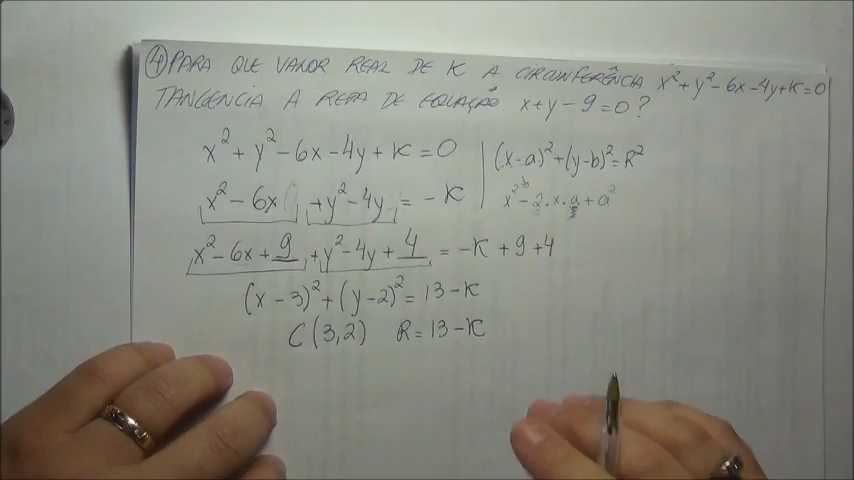 ④ PARA QUE VALOR REAL DE K A CIRCUNFERÊNCIA x²+y²-6x-4y+K=0
TANGENCIA A RETA DE EQUAÇÃO x+y-9=0?
x²+y²-6x-4y+K=0
(x-a)²+(y-b)²=R²
x²-6x +y²-4y = -K
x²-2·x·a+a²
x²-6x+9+y²-4y+4 = -K+9+4
(x-3)²+(y-2)²=13-K
C(3,2) R=13-K